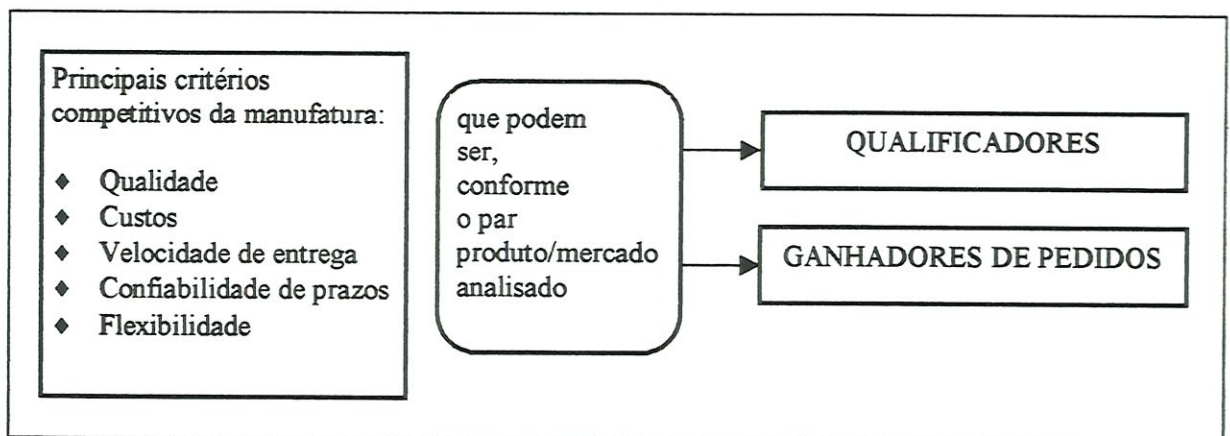 Principais critérios
competitivos da manufatura:
♦ Qualidade
♦ Custos
♦ Velocidade de entrega
♦ Confiabilidade de prazos
♦ Flexibilidade
que podem
ser,
conforme
o par
produto/mercado
analisado
QUALIFICADORES
GANHADORES DE PEDIDOS